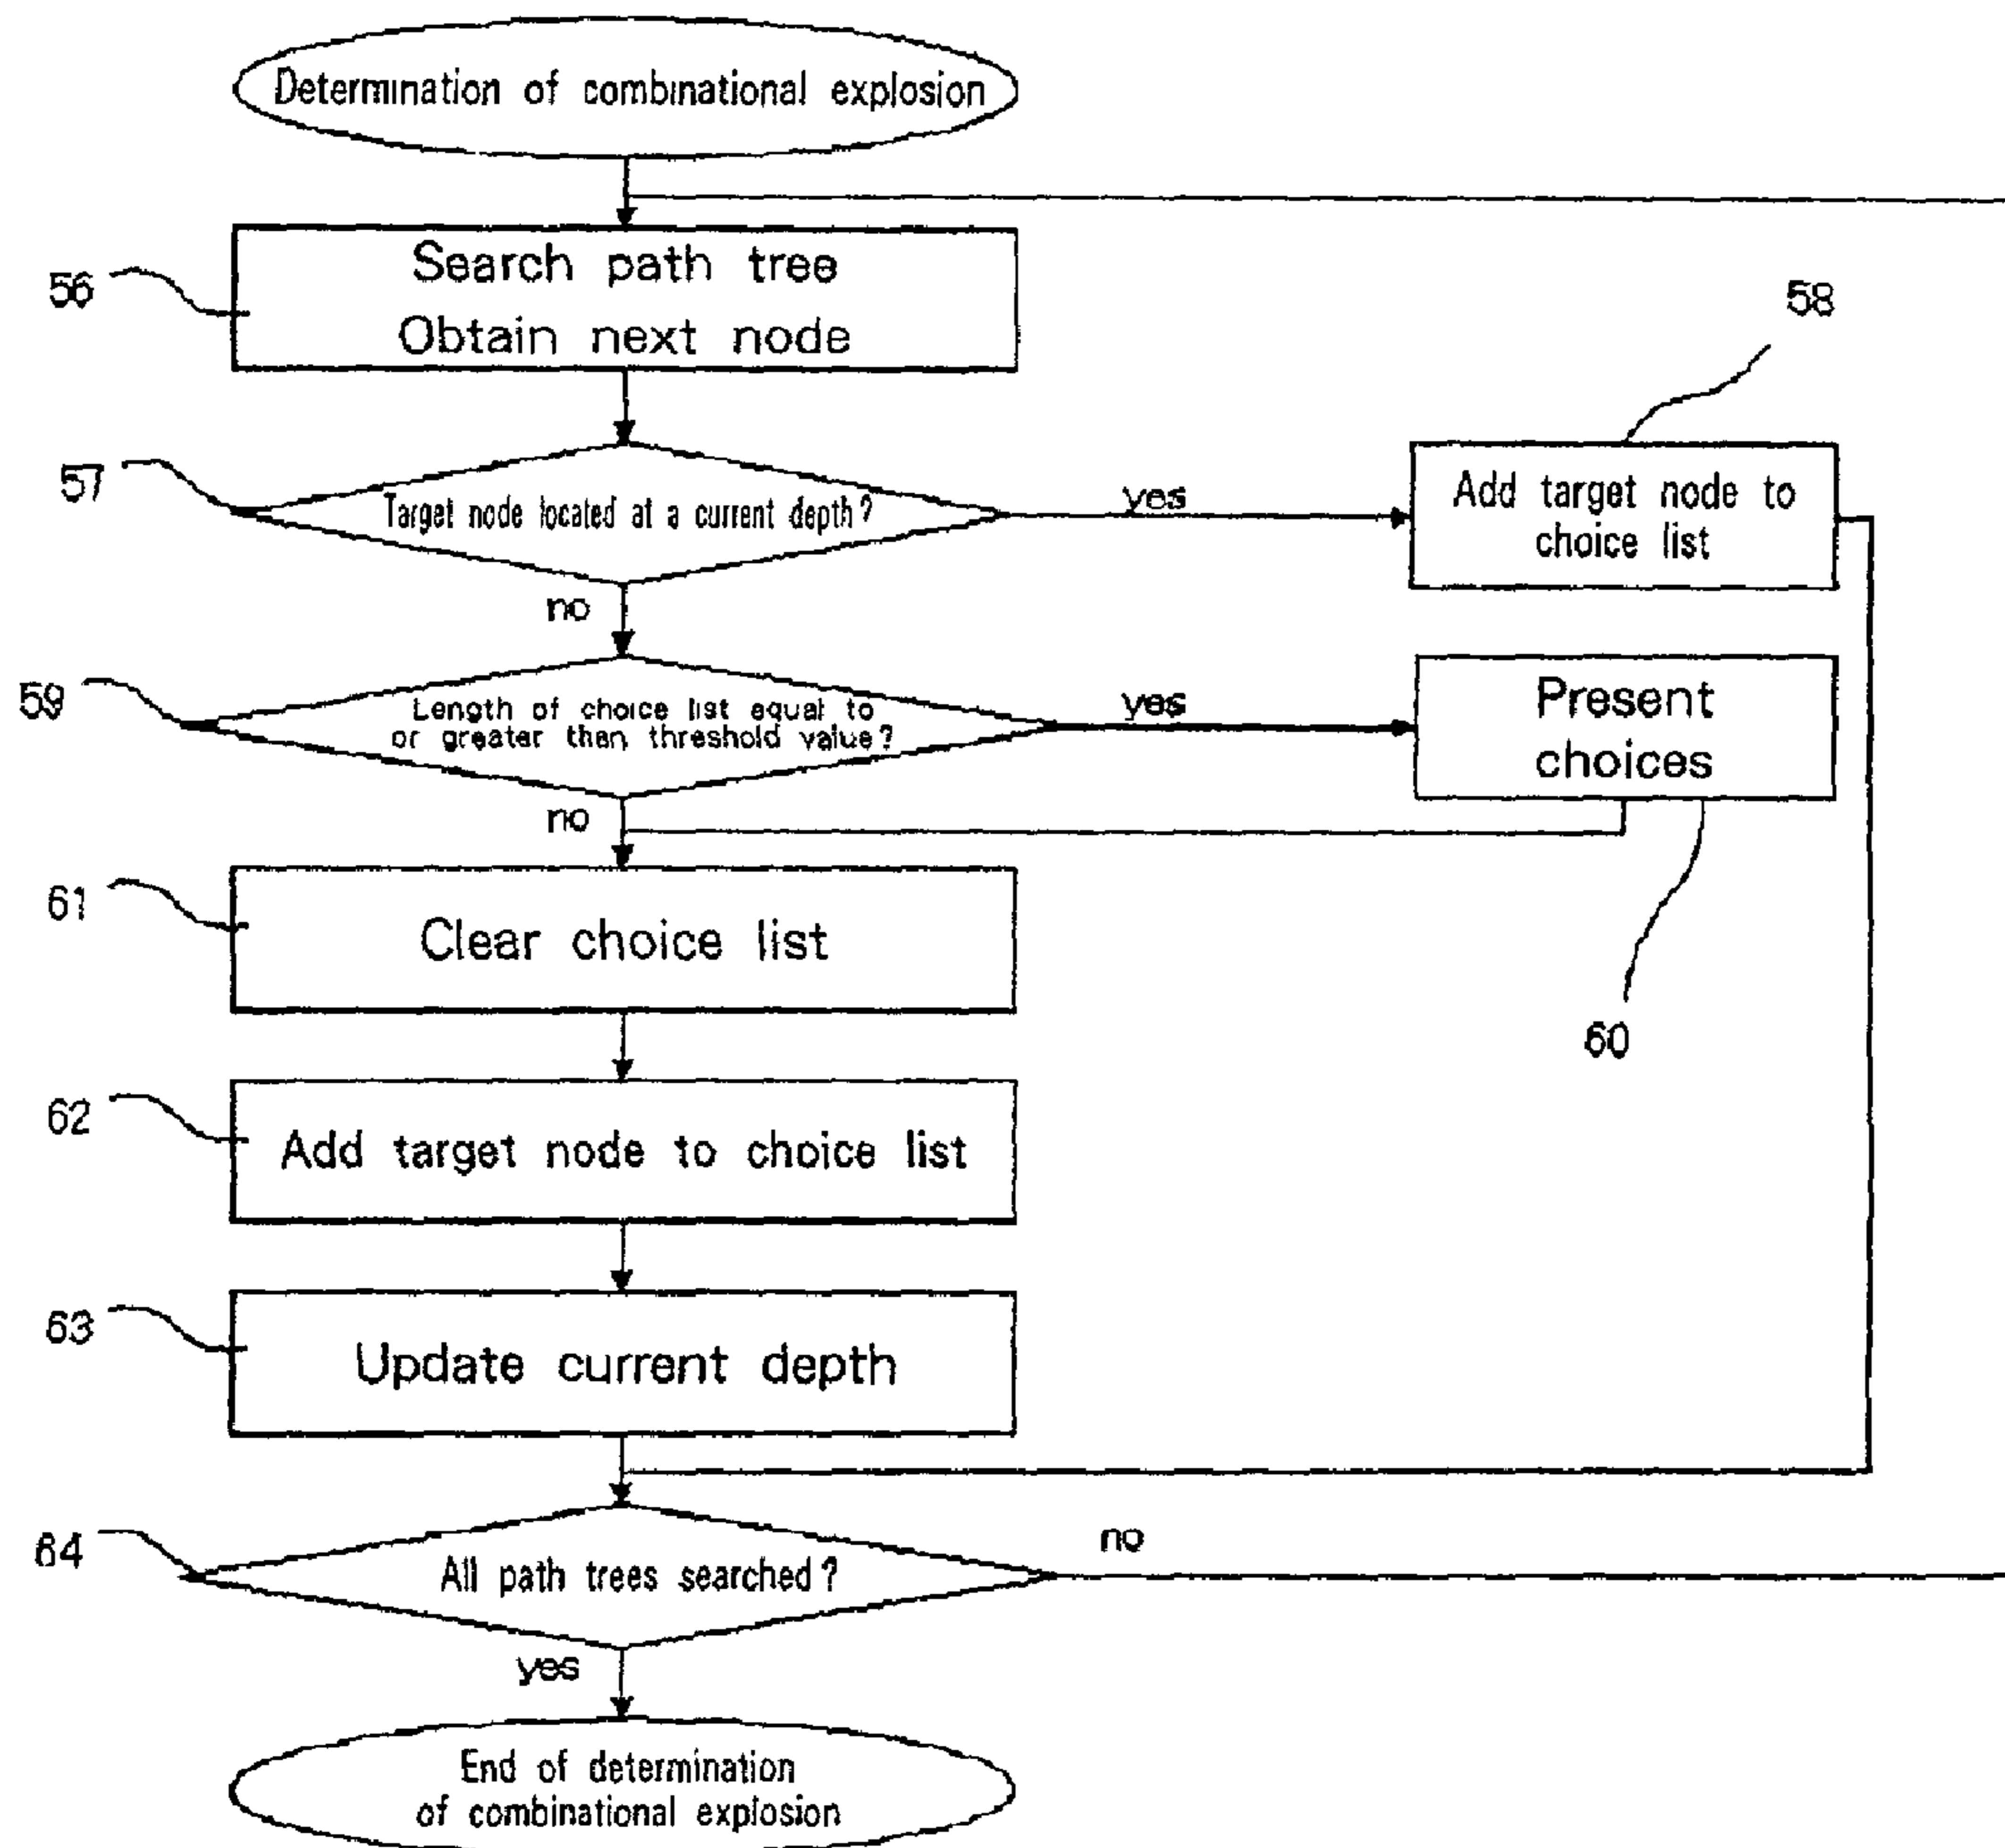 Determination of combinational explosion
56
Search path tree
Obtain next node
58
57
Target node located at a current depth?
yes
Add target node to
choice list
no
59
Length of choice list equal to
or greater than threshold value?
yes
Present
choices
no
61
Clear choice list
60
62
Add target node to choice list
63
Update current depth
64
All path trees searched?
no
yes
End of determination
of combinational explosion